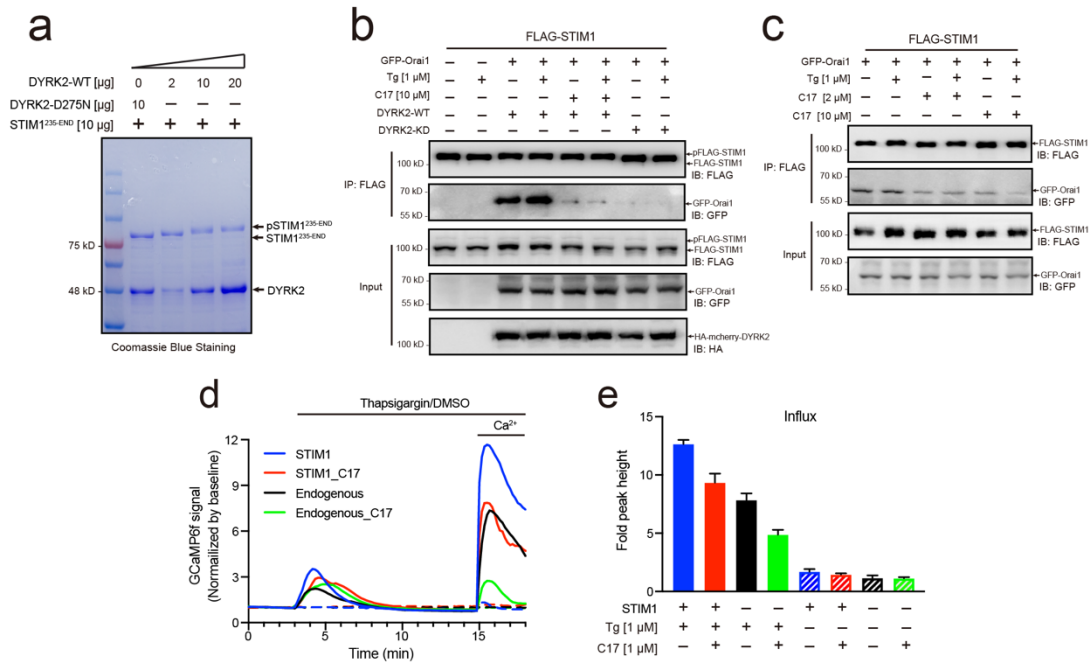 a
DYRK2-WT [µg] 0 2 10 20
DYRK2-D275N [µg] 10 — — —
STIM1²³⁵⁻ᴱᴺᴰ [10 µg] + + + +
pSTIM1²³⁵⁻ᴱᴺᴰ
STIM1²³⁵⁻ᴱᴺᴰ
75 kD
48 kD
DYRK2
Coomassie Blue Staining
b
FLAG-STIM1
GFP-Orai1 — — + + + + + +
Tg [1 µM] — + — + — + — +
C17 [10 µM] — — — — + + — —
DYRK2-WT — — + + + + — —
DYRK2-KD — — — — — — + +
IP: FLAG
100 kD
pFLAG-STIM1
FLAG-STIM1
IB: FLAG
70 kD
55 kD
GFP-Orai1
IB: GFP
Input
100 kD
pFLAG-STIM1
FLAG-STIM1
IB: FLAG
70 kD
55 kD
GFP-Orai1
IB: GFP
100 kD
HA-mcherry-DYRK2
IB: HA
c
FLAG-STIM1
GFP-Orai1 + + + + + +
Tg [1 µM] — + — + — +
C17 [2 µM] — — + + — —
C17 [10 µM] — — — — + +
IP: FLAG
100 kD
FLAG-STIM1
IB: FLAG
70 kD
55 kD
GFP-Orai1
IB: GFP
Input
100 kD
FLAG-STIM1
IB: FLAG
70 kD
55 kD
GFP-Orai1
IB: GFP
d
Thapsigargin/DMSO
Ca²⁺
GCaMP6f signal
(Normailized by baseline)
12
9
6
3
0
STIM1
STIM1_C17
Endogenous
Endogenous_C17
0 5 10 15
Time (min)
e
Influx
Fold peak height
15
10
5
0
STIM1 + + — — + + — —
Tg [1 µM] + + + + — — — —
C17 [1 µM] — + — + — + — +